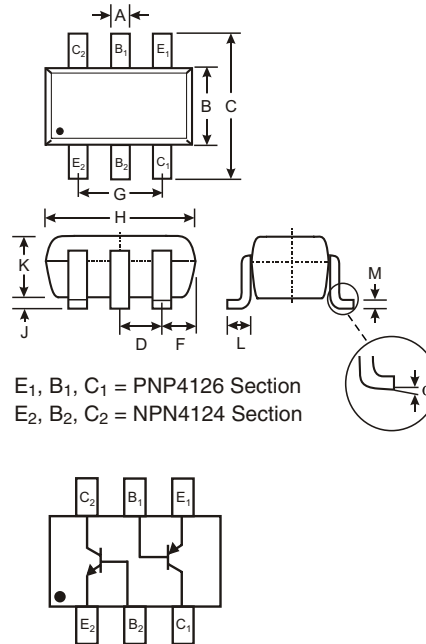 A
C₂ B₁ E₁
B C
E₂ B₂ C₁
G
H
K M
J
D F L
E₁, B₁, C₁ = PNP4126 Section
E₂, B₂, C₂ = NPN4124 Section
C₂ B₁ E₁
E₂ B₂ C₁